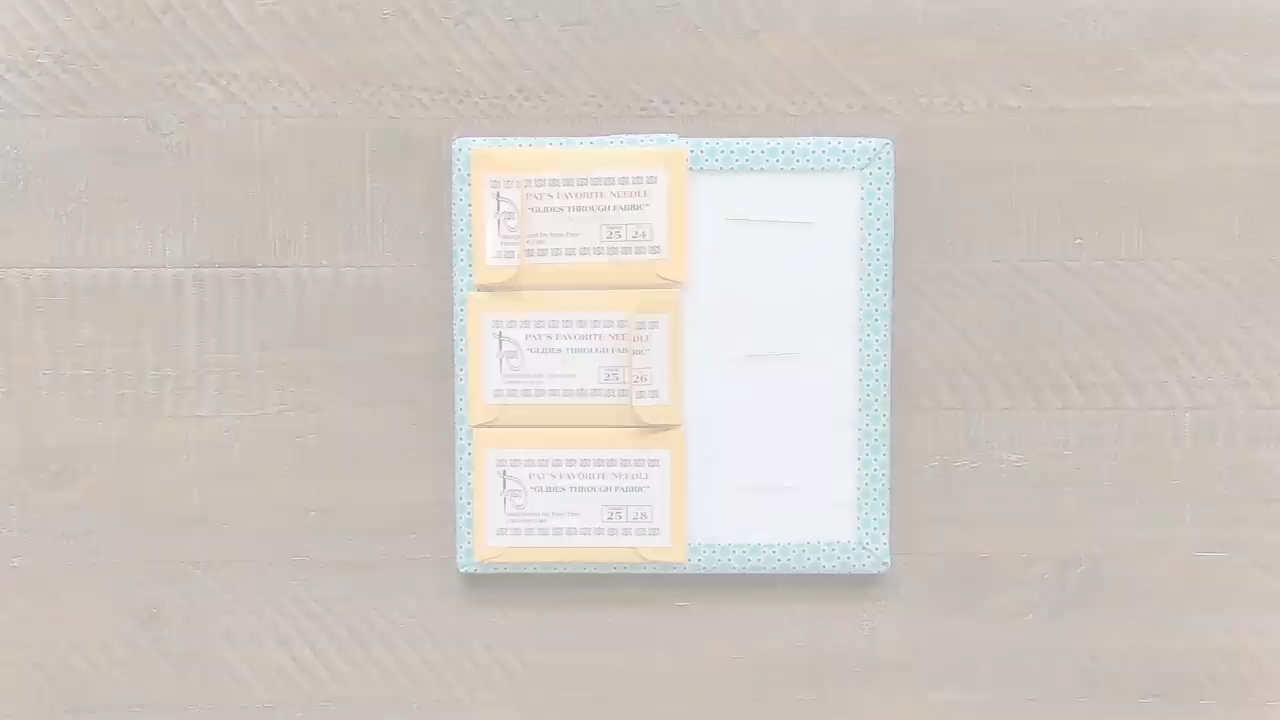 PAT'S FAVORITE NEEDLE
"GLIDES THROUGH FABRIC"
25 24
PAT'S FAVORITE NEEDLE
"GLIDES THROUGH FABRIC"
25 26
PAT'S FAVORITE NEEDLE
"GLIDES THROUGH FABRIC"
25 28